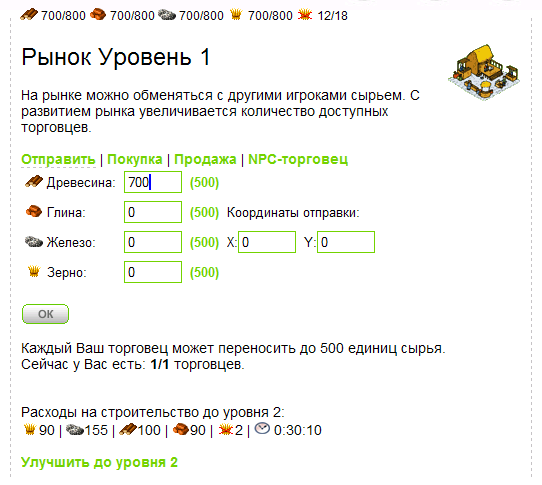 700/800 700/800 700/800 700/800 12/18
Рынок Уровень 1
На рынке можно обменяться с другими игроками сырьем. С
развитием рынка увеличивается количество доступных
торговцев.
Отправить | Покупка | Продажа | NPC-торговец
Древесина: 700 (500)
Глина: 0 (500) Координаты отправки:
Железо: 0 (500) X: 0 Y: 0
Зерно: 0 (500)
ОК
Каждый Ваш торговец может переносить до 500 единиц сырья.
Сейчас у Вас есть: 1/1 торговцев.
Расходы на строительство до уровня 2:
90 | 155 | 100 | 90 | 2 | 0:30:10
Улучшить до уровня 2